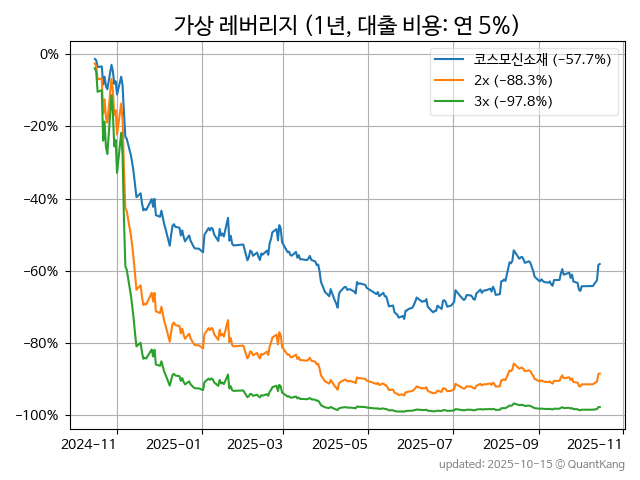 가상 레버리지 (1년, 대출 비용: 연 5%)
코스모신소재 (−57.7%)
2x (−88.3%)
3x (−97.8%)
0%
−20%
−40%
−60%
−80%
−100%
2024-11 2025-01 2025-03 2025-05 2025-07 2025-09 2025-11
updated: 2025-10-15 © QuantKang